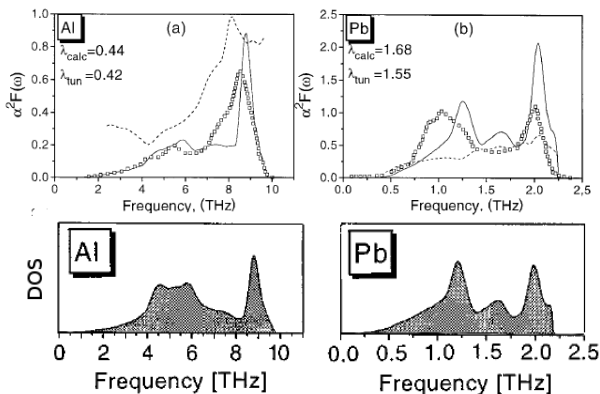 Al
(a)
λcalc=0.44
λtun=0.42
α²F(ω)
1.0
0.8
0.6
0.4
0.2
0.0
0 2 4 6 8 10
Frequency, (THz)
Pb
(b)
λcalc=1.68
λtun=1.55
α²F(ω)
2.5
2.0
1.5
1.0
0.5
0.0
0.0 0.5 1.0 1.5 2.0 2.5
Frequency, (THz)
Al
DOS
0 2 4 6 8 10
Frequency [THz]
Pb
0.0 0.5 1.0 1.5 2.0 2.5
Frequency [THz]